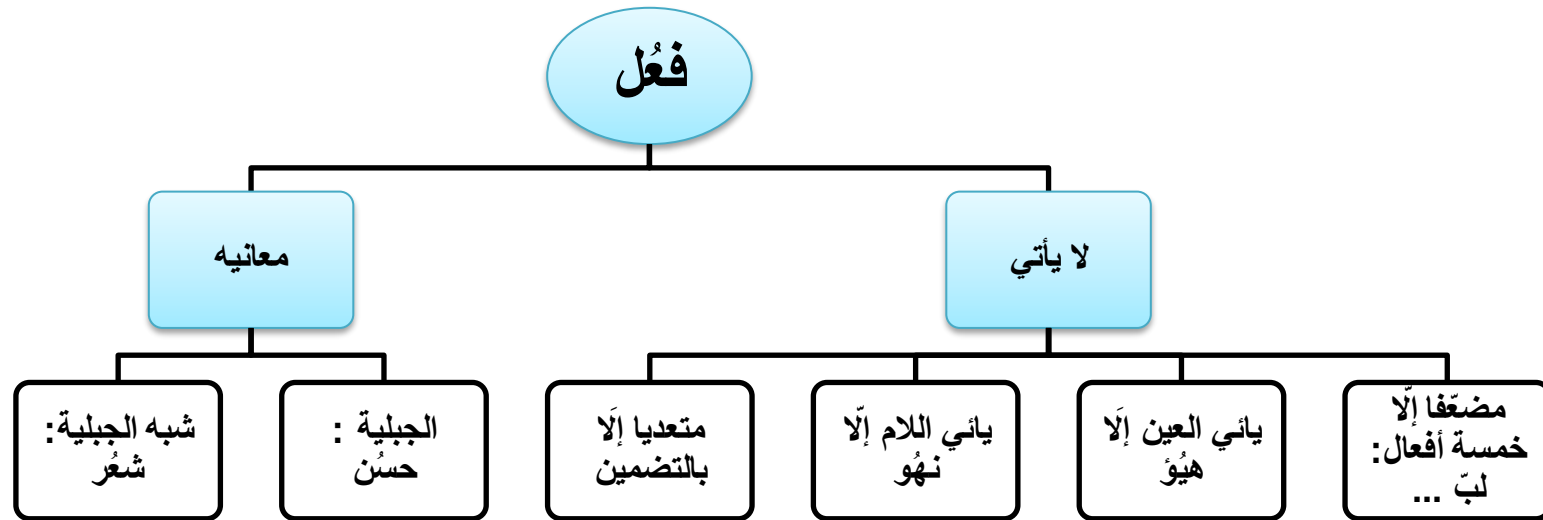 فعُل
لا يأتي
معانيه
مضعّفا إلّا
خمسة أفعال:
لبّ ...
يائي العين إلَا
هيُؤ
يائي اللام إلّا
نهُو
متعديا إلَا
بالتضمين
الجبلية :
حسُن
شبه الجبلية:
شعُر